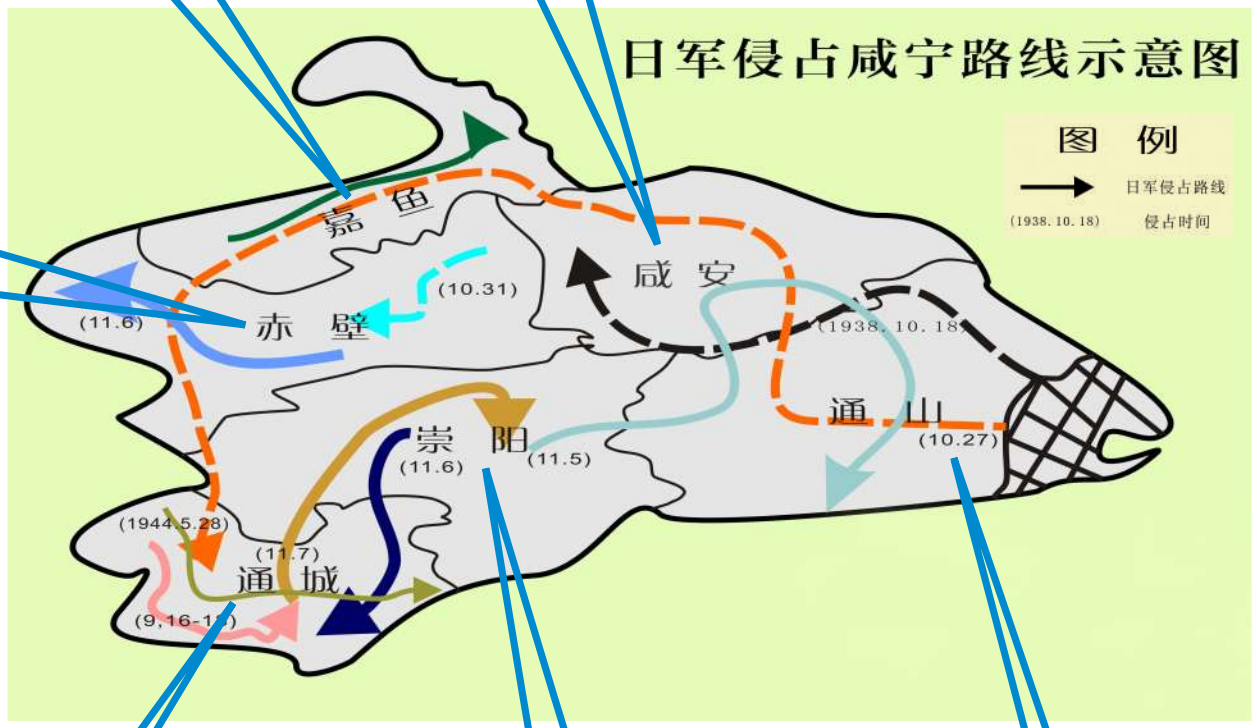 日军侵占咸宁路线示意图
图 例
日军侵占路线
(1938.10.18) 侵占时间
嘉 鱼
咸 安
(10.31)
(11.6)
赤 壁
(1938.10.18)
通 山
(10.27)
崇 阳
(11.6)
(11.5)
(1944.5.28)
(11.7)
通 城